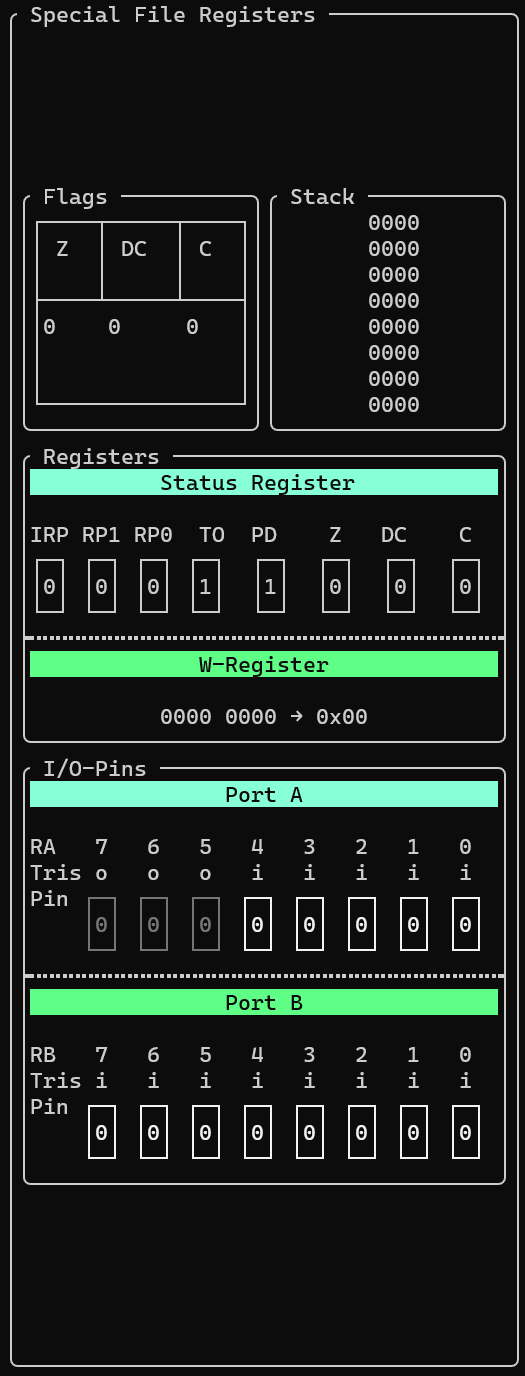 Special File Registers
Flags
Z DC C
0 0 0
Stack
0000
0000
0000
0000
0000
0000
0000
0000
Registers
Status Register
IRP RP1 RP0 TO PD Z DC C
0 0 0 1 1 0 0 0
W-Register
0000 0000 → 0x00
I/O-Pins
Port A
RA 7 6 5 4 3 2 1 0
Tris o o o i i i i i
Pin
0 0 0 0 0 0 0 0
Port B
RB 7 6 5 4 3 2 1 0
Tris i i i i i i i i
Pin
0 0 0 0 0 0 0 0